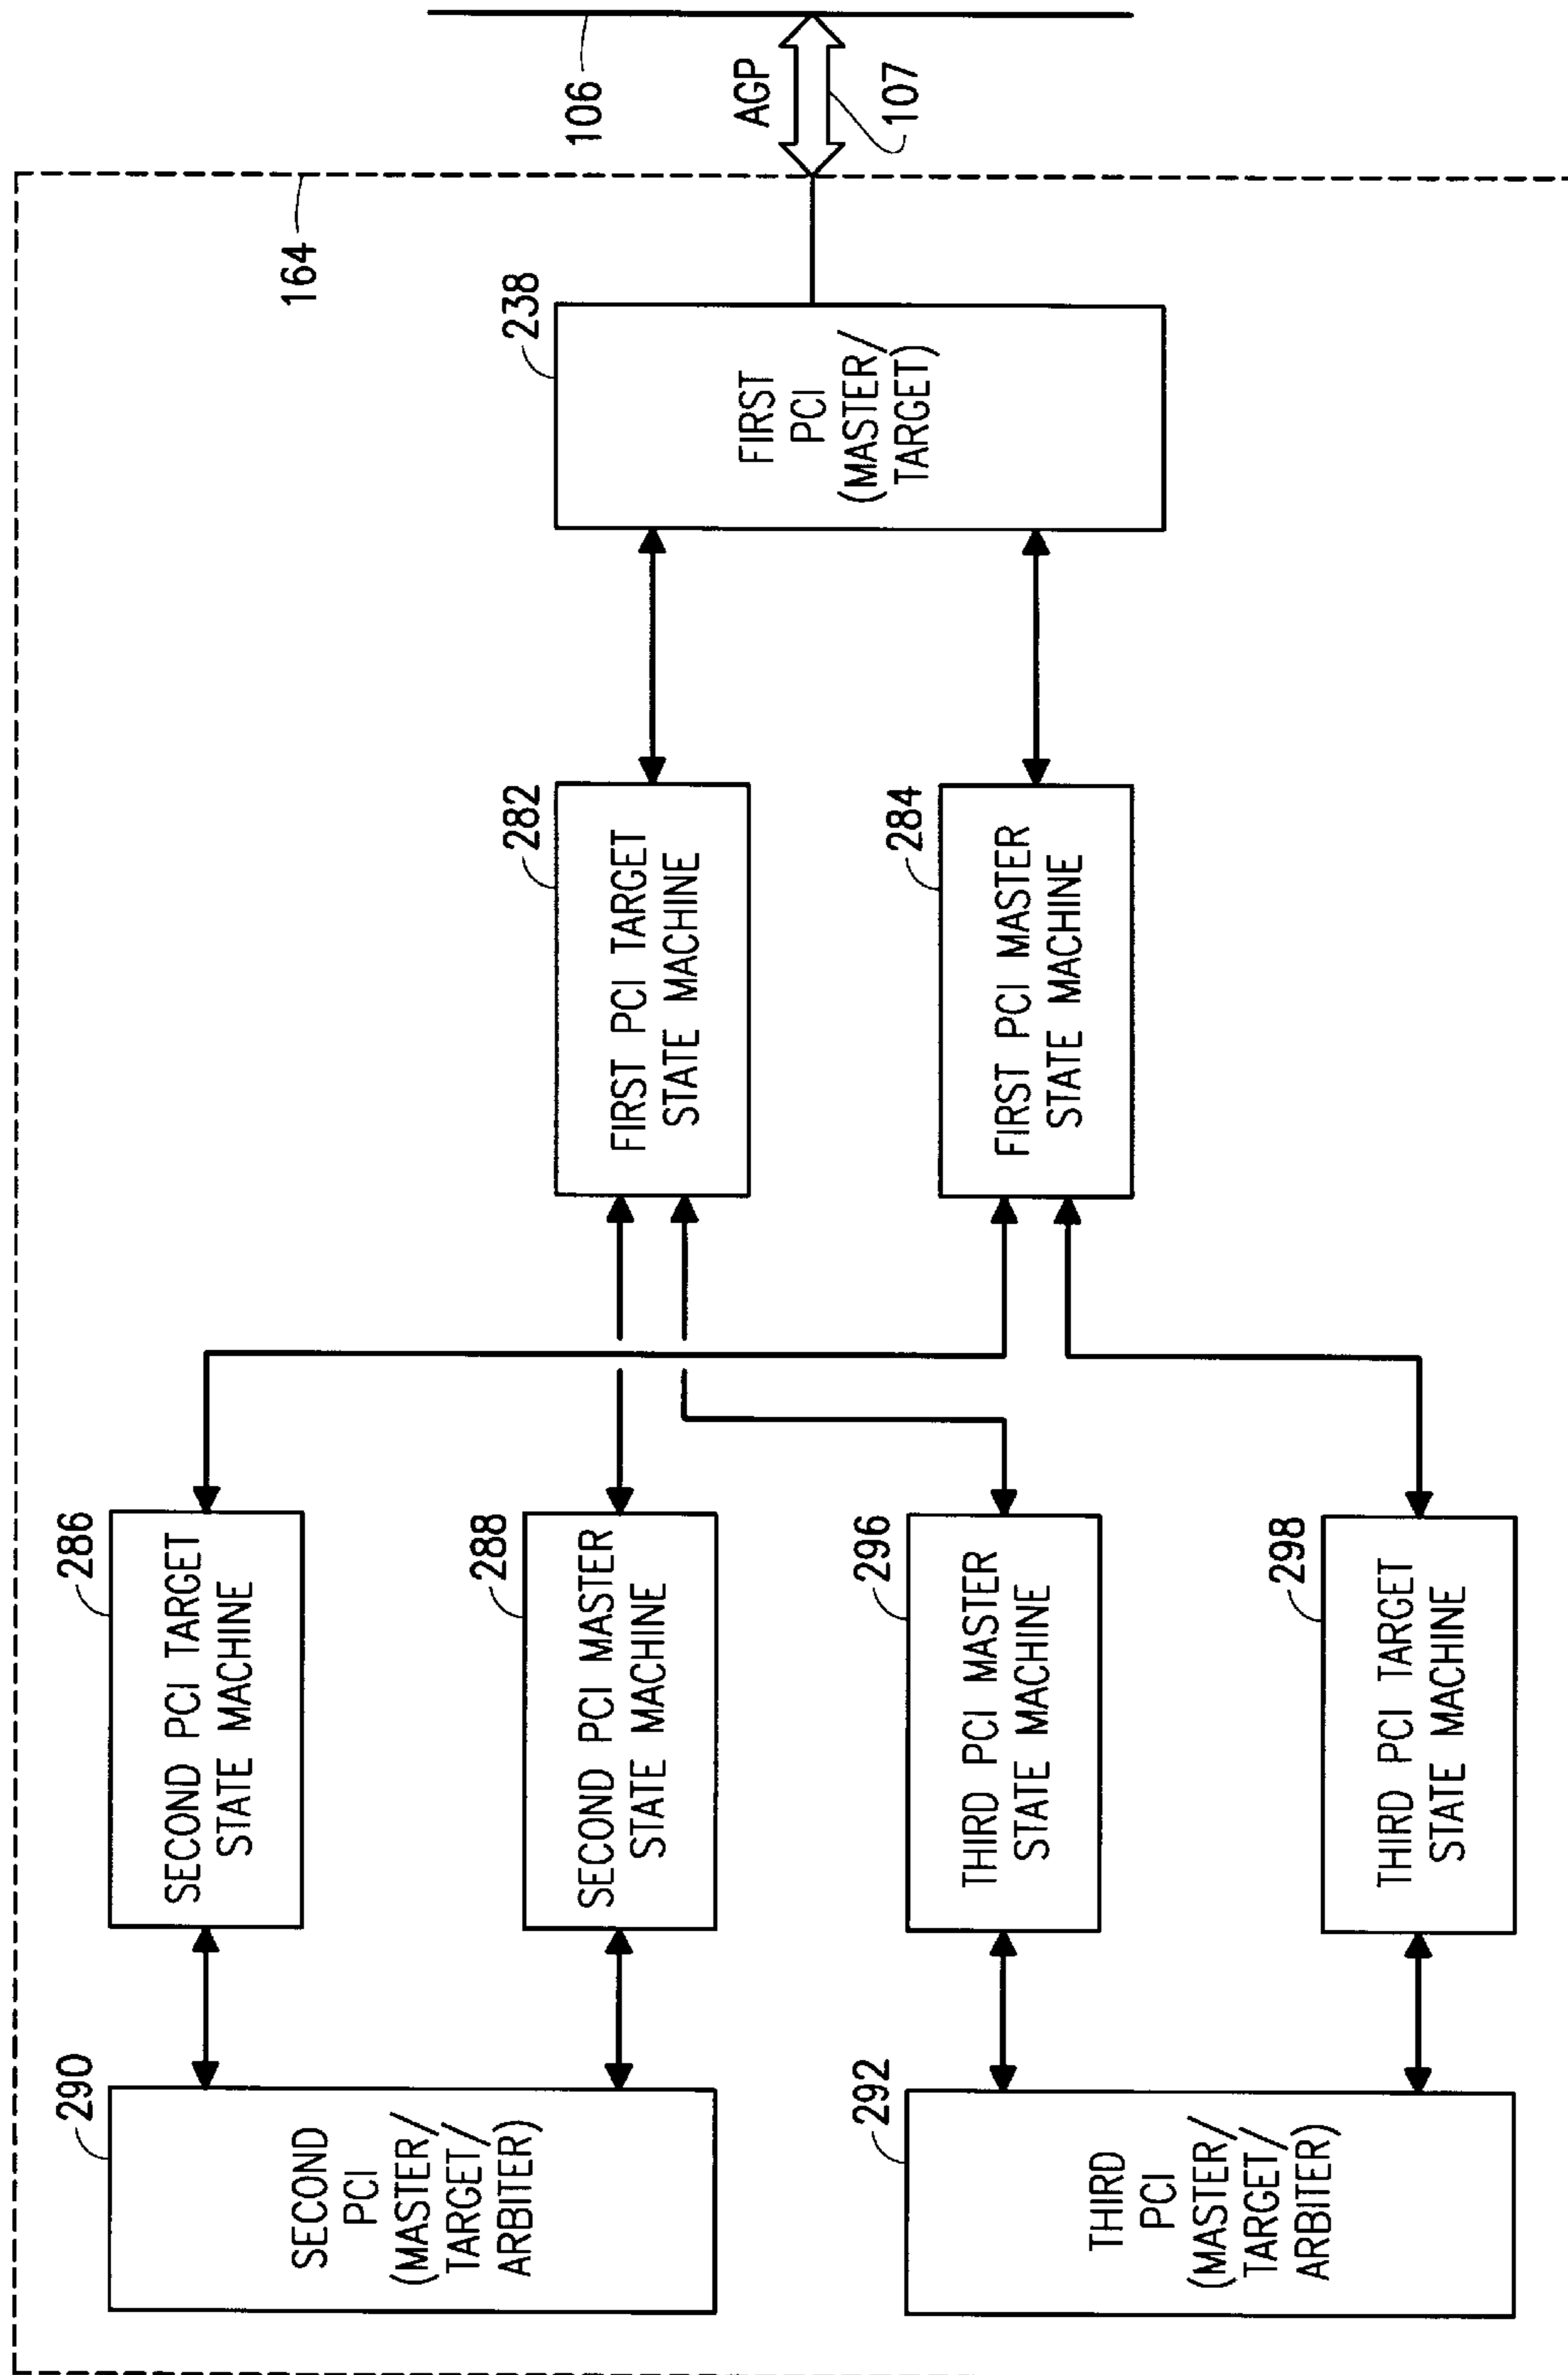 106
AGP
107
164
238
FIRST
PCI
(MASTER/
TARGET)
282
FIRST PCI TARGET
STATE MACHINE
284
FIRST PCI MASTER
STATE MACHINE
286
SECOND PCI TARGET
STATE MACHINE
288
SECOND PCI MASTER
STATE MACHINE
296
THIRD PCI MASTER
STATE MACHINE
298
THIRD PCI TARGET
STATE MACHINE
290
SECOND
PCI
(MASTER/
TARGET/
ARBITER)
292
THIRD
PCI
(MASTER/
TARGET/
ARBITER)